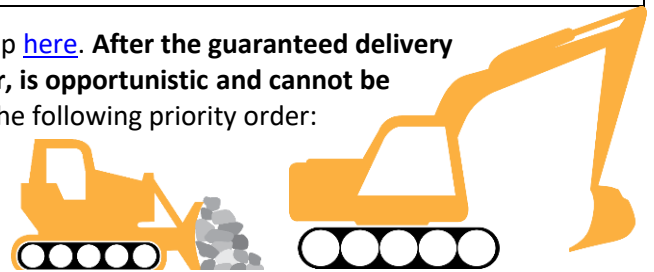 p here. After the guaranteed delivery
r, is opportunistic and cannot be
he following priority order: